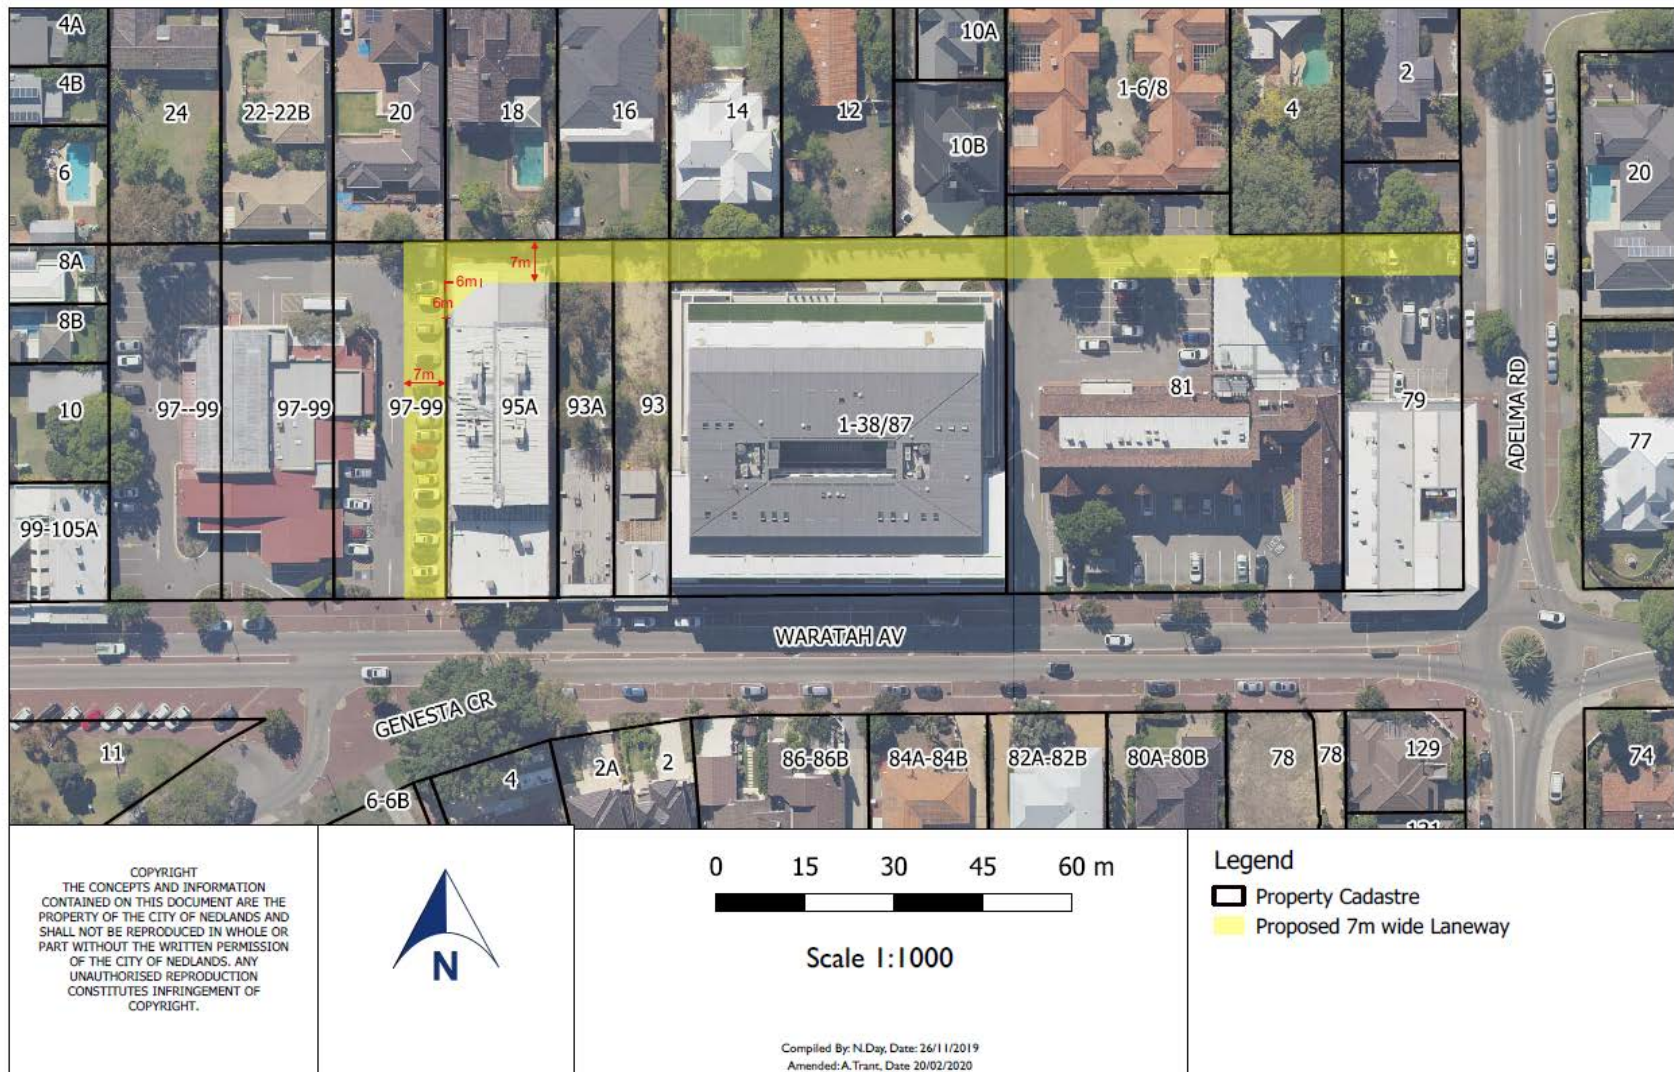 4A
10A
4B
24
22-22B
20
18
16
14
12
1-6/8
4
2
10B
6
20
8A
7m
6m
6m
8B
7m
10
97--99
97-99
97-99
95A
93A
93
1-38/87
81
79
ADELMA RD
77
99-105A
WARATAH AV
GENESTA CR
11
6-6B
4
2A
2
86-86B
84A-84B
82A-82B
80A-80B
78
78
129
74
COPYRIGHT
THE CONCEPTS AND INFORMATION
CONTAINED ON THIS DOCUMENT ARE THE
PROPERTY OF THE CITY OF NEDLANDS AND
SHALL NOT BE REPRODUCED IN WHOLE OR
PART WITHOUT THE WRITTEN PERMISSION
OF THE CITY OF NEDLANDS. ANY
UNAUTHORISED REPRODUCTION
CONSTITUTES INFRINGEMENT OF
COPYRIGHT.
N
0 15 30 45 60 m
Scale 1:1000
Compiled By: N.Day, Date: 26/11/2019
Amended: A.Trant, Date 20/02/2020
Legend
Property Cadastre
Proposed 7m wide Laneway